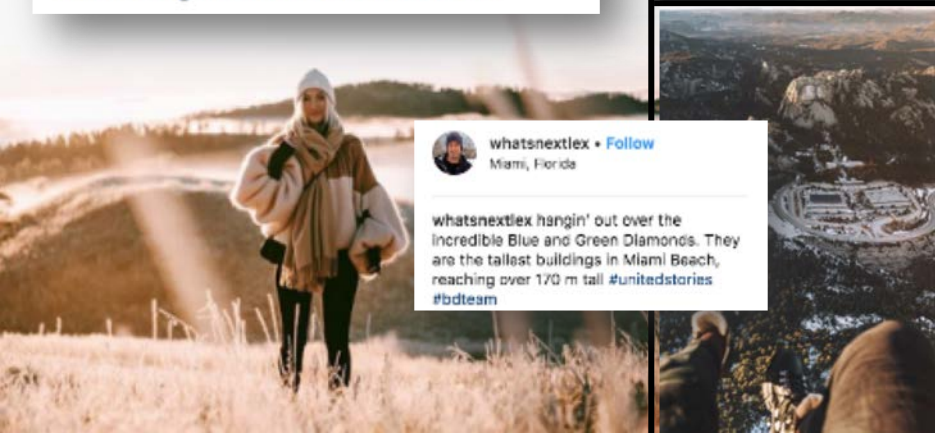 whatsnextlex • Follow
Miami, Florida
whatsnextlex hangin' out over the
incredible Blue and Green Diamonds. They
are the tallest buildings in Miami Beach,
reaching over 170 m tall #unitedstories
#bdteam